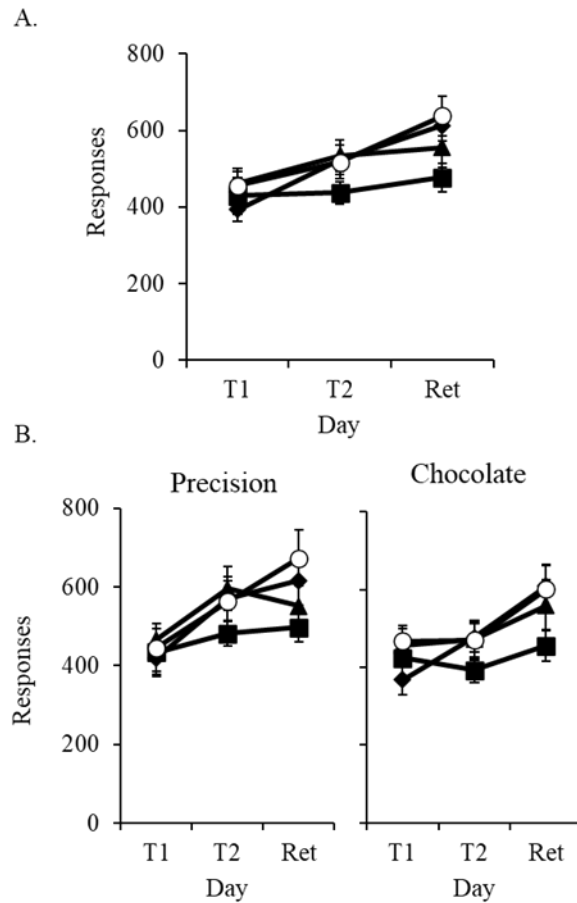 A.
800
600
400
200
0
Responses
T1 T2 Ret
Day
B.
Precision Chocolate
800
600
400
200
0
Responses
T1 T2 Ret T1 T2 Ret
Day Day